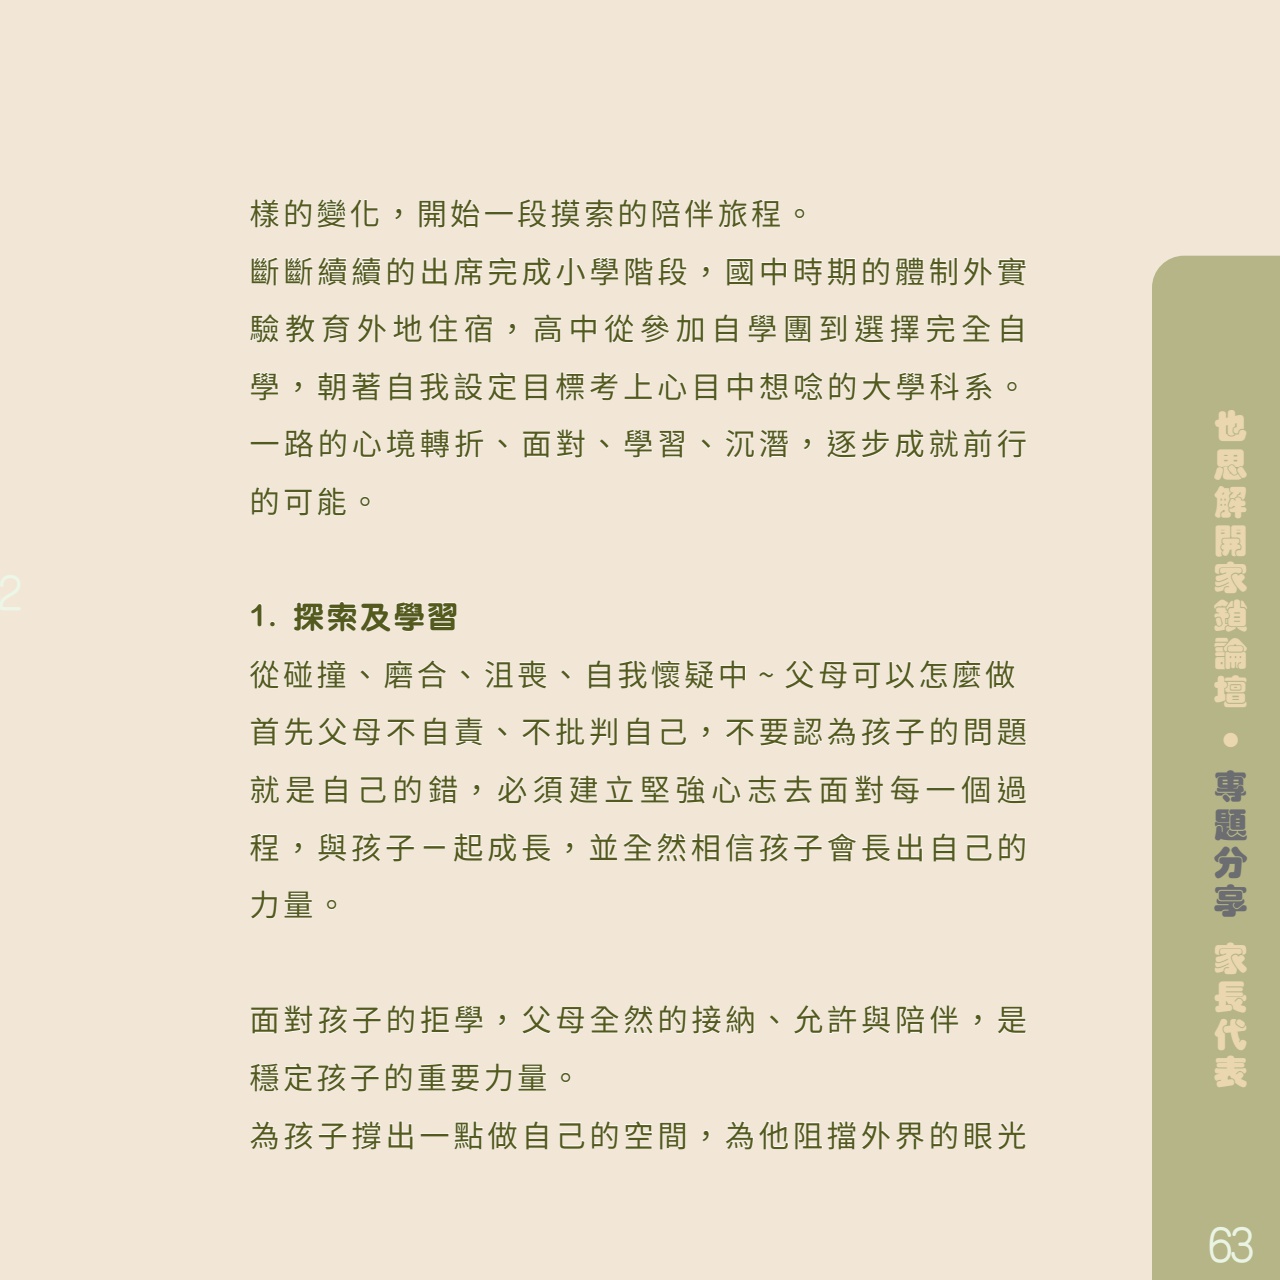 樣的變化，開始一段摸索的陪伴旅程。
斷斷續續的出席完成小學階段，國中時期的體制外實
驗教育外地住宿，高中從參加自學團到選擇完全自
學，朝著自我設定目標考上心目中想唸的大學科系。
一路的心境轉折、面對、學習、沉潛，逐步成就前行
的可能。
1. 探索及學習
從碰撞、磨合、沮喪、自我懷疑中~父母可以怎麼做
首先父母不自責、不批判自己，不要認為孩子的問題
就是自己的錯，必須建立堅強心志去面對每一個過
程，與孩子ㄧ起成長，並全然相信孩子會長出自己的
力量。
面對孩子的拒學，父母全然的接納、允許與陪伴，是
穩定孩子的重要力量。
為孩子撐出一點做自己的空間，為他阻擋外界的眼光
也思解開家鎖論壇・專題分享 家長代表
2
63